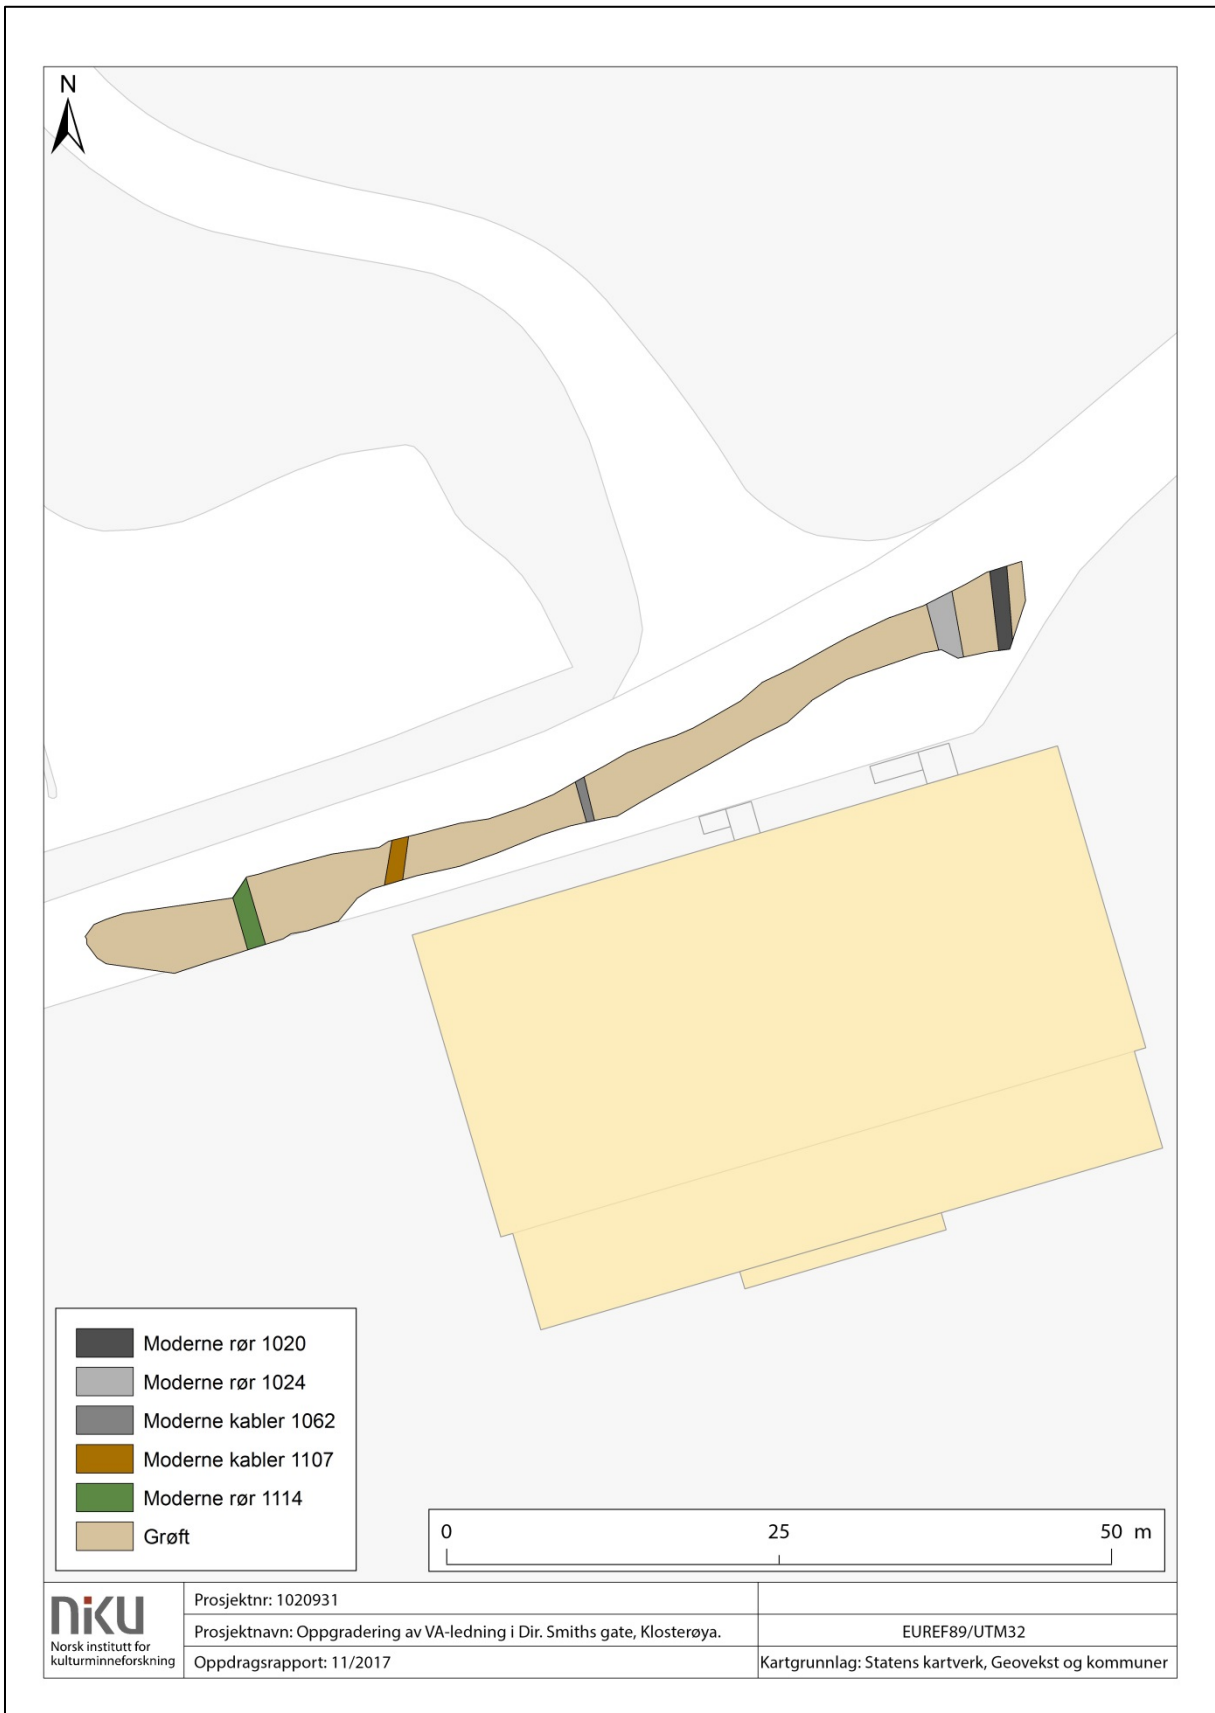 N
Moderne rør 1020
Moderne rør 1024
Moderne kabler 1062
Moderne kabler 1107
Moderne rør 1114
Grøft
0 25 50 m
niku
Norsk institutt for
kulturminneforskning
Prosjektnr: 1020931
Prosjektnavn: Oppgradering av VA-ledning i Dir. Smiths gate, Klosterøya.
EUREF89/UTM32
Oppdragsrapport: 11/2017
Kartgrunnlag: Statens kartverk, Geovekst og kommuner